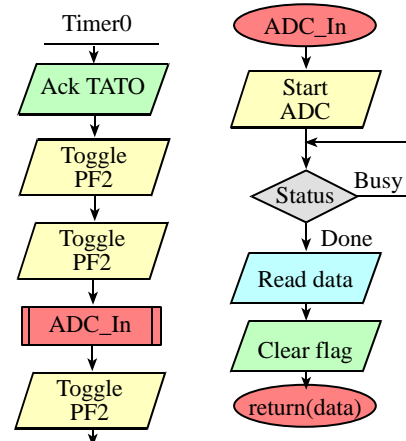 Timer0
Ack TATO
Toggle
PF2
Toggle
PF2
ADC_In
Toggle
PF2
ADC_In
Start
ADC
Status
Busy
Done
Read data
Clear flag
return(data)